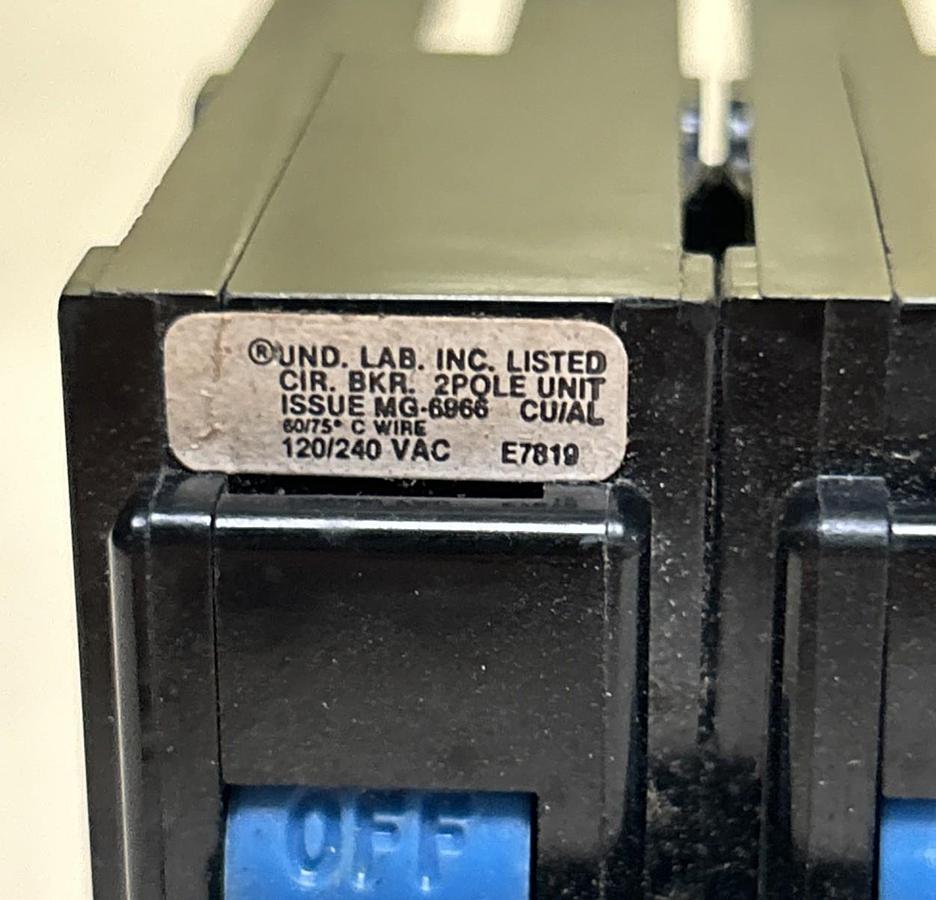 ®UND. LAB. INC. LISTED
CIR. BKR. 2POLE UNIT
ISSUE MG-6966 CU/AL
60/75° C WIRE
120/240 VAC E7819
OFF